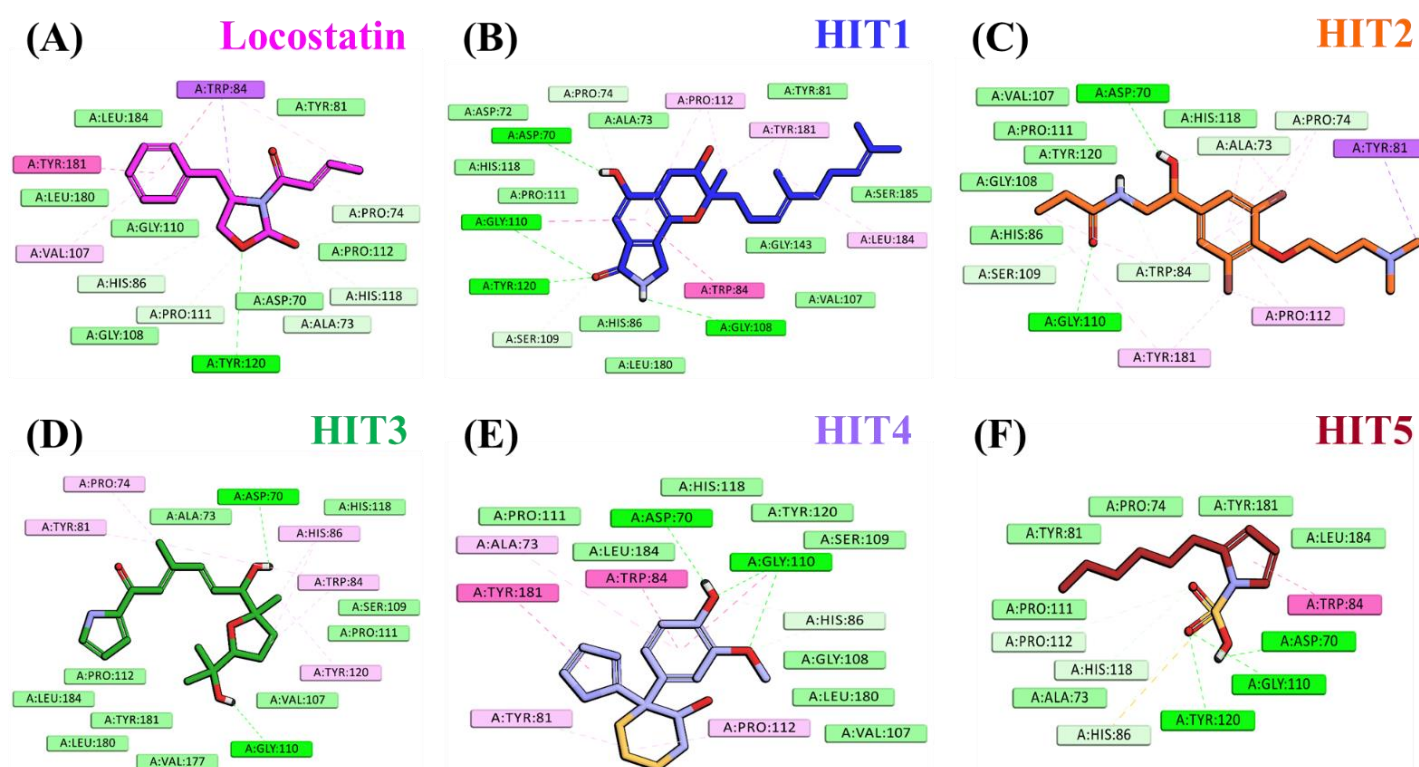 (A) Locostatin
A:TRP:84
A:TYR:81
A:LEU:184
A:TYR:181
A:LEU:180
A:PRO:74
A:GLY:110
A:VAL:107
A:PRO:112
A:HIS:86
A:ASP:70
A:HIS:118
A:PRO:111
A:ALA:73
A:GLY:108
A:TYR:120
(B) HIT1
A:PRO:74
A:PRO:112
A:TYR:81
A:ASP:72
A:ALA:73
A:ASP:70
A:TYR:181
A:HIS:118
A:PRO:111
A:SER:185
A:GLY:110
A:GLY:143
A:LEU:184
A:TYR:120
A:TRP:84
A:VAL:107
A:HIS:86
A:GLY:108
A:SER:109
A:LEU:180
(C) HIT2
A:VAL:107
A:ASP:70
A:PRO:74
A:HIS:118
A:PRO:111
A:ALA:73
A:TYR:81
A:TYR:120
A:GLY:108
A:HIS:86
A:SER:109
A:TRP:84
A:GLY:110
A:PRO:112
A:TYR:181
(D) HIT3
A:PRO:74
A:ASP:70
A:HIS:118
A:ALA:73
A:TYR:81
A:HIS:86
A:TRP:84
A:SER:109
A:PRO:111
A:PRO:112
A:TYR:120
A:LEU:184
A:VAL:107
A:TYR:181
A:LEU:180
A:GLY:110
A:VAL:177
(E) HIT4
A:HIS:118
A:PRO:111
A:ASP:70
A:TYR:120
A:ALA:73
A:LEU:184
A:SER:109
A:GLY:110
A:TRP:84
A:TYR:181
A:HIS:86
A:GLY:108
A:LEU:180
A:TYR:81
A:PRO:112
A:VAL:107
(F) HIT5
A:PRO:74
A:TYR:181
A:TYR:81
A:LEU:184
A:PRO:111
A:TRP:84
A:PRO:112
A:ASP:70
A:HIS:118
A:GLY:110
A:ALA:73
A:TYR:120
A:HIS:86